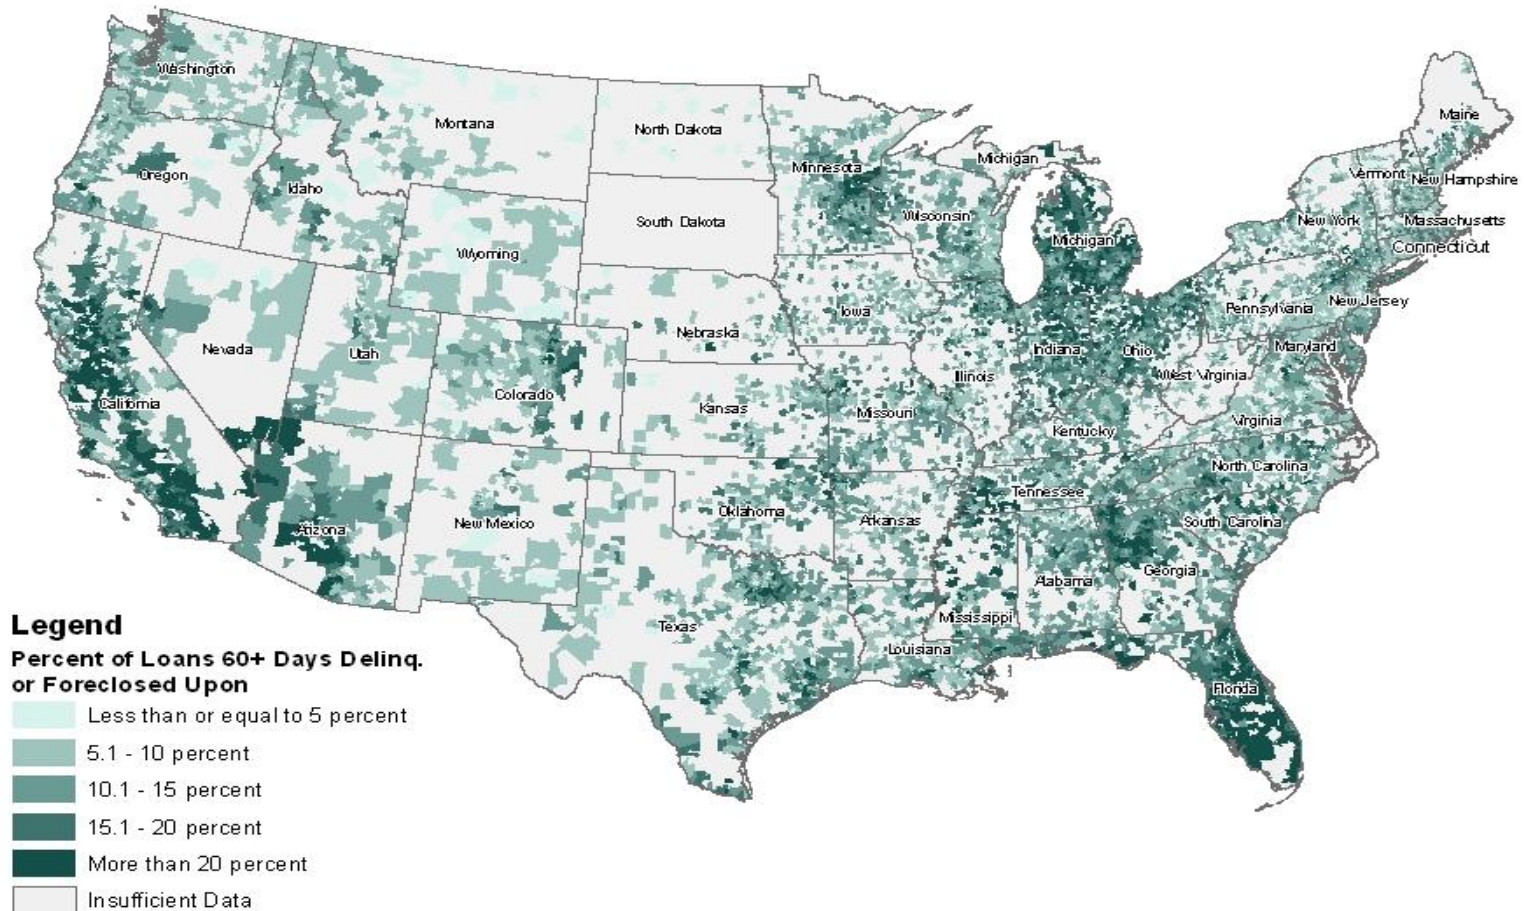 Washington
Montana
North Dakota
Minnesota
Michigan
Maine
Oregon
Idaho
Vermont
New Hampshire
Wyoming
South Dakota
Wisconsin
Michigan
New York
Massachusetts
Connecticut
Nevada
Utah
Nebraska
Iowa
Pennsylvania
New Jersey
California
Colorado
Kansas
Missouri
Illinois
Indiana
Ohio
West Virginia
Maryland
Virginia
Kentucky
North Carolina
Tennessee
South Carolina
Arizona
New Mexico
Oklahoma
Arkansas
Georgia
Alabama
Mississippi
Texas
Louisiana
Florida
Legend
Percent of Loans 60+ Days Delinq.
or Foreclosed Upon
Less than or equal to 5 percent
5.1 - 10 percent
10.1 - 15 percent
15.1 - 20 percent
More than 20 percent
Insufficient Data